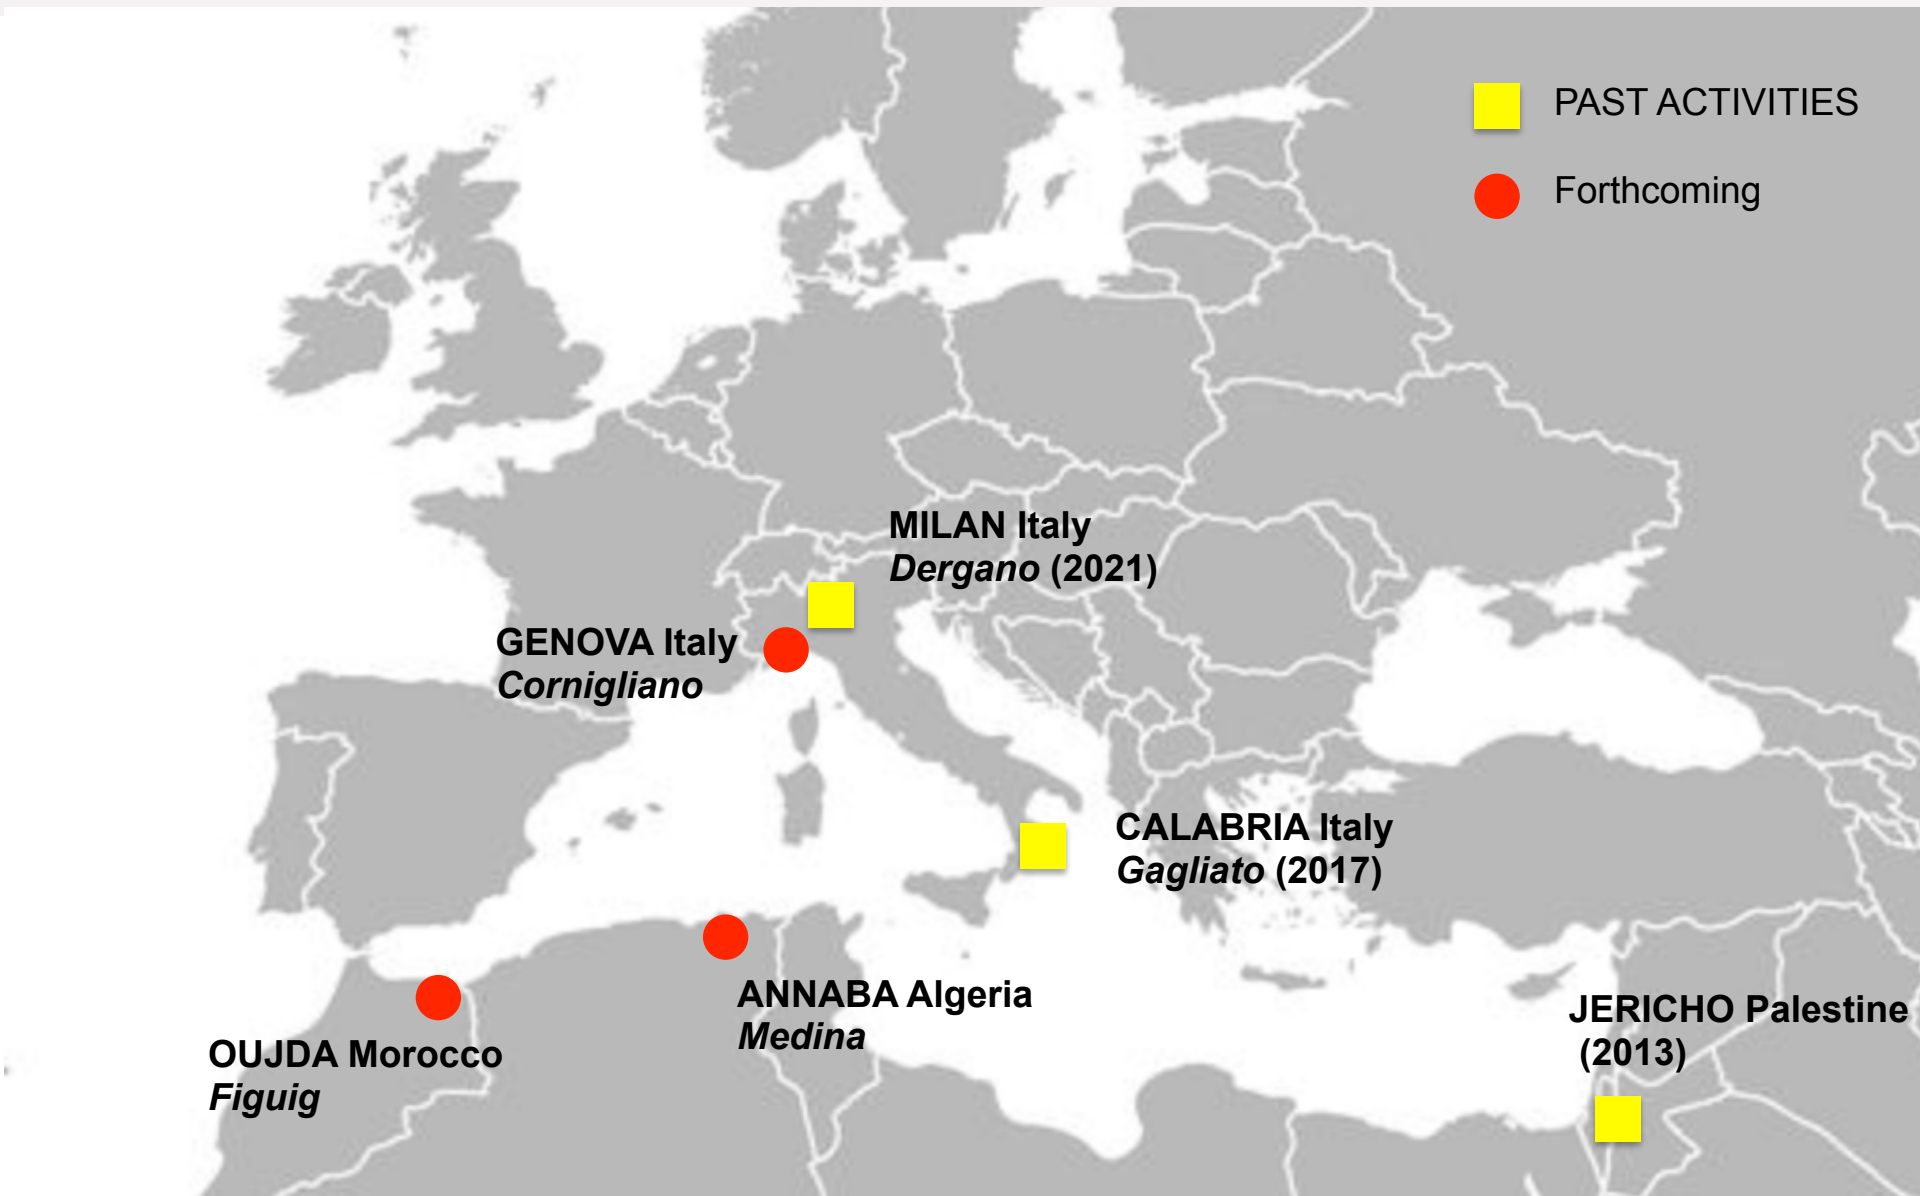 PAST ACTIVITIES
Forthcoming
MILAN Italy
Dergano (2021)
GENOVA Italy
Cornigliano
CALABRIA Italy
Gagliato (2017)
ANNABA Algeria
Medina
JERICHO Palestine
(2013)
OUJDA Morocco
Figuig